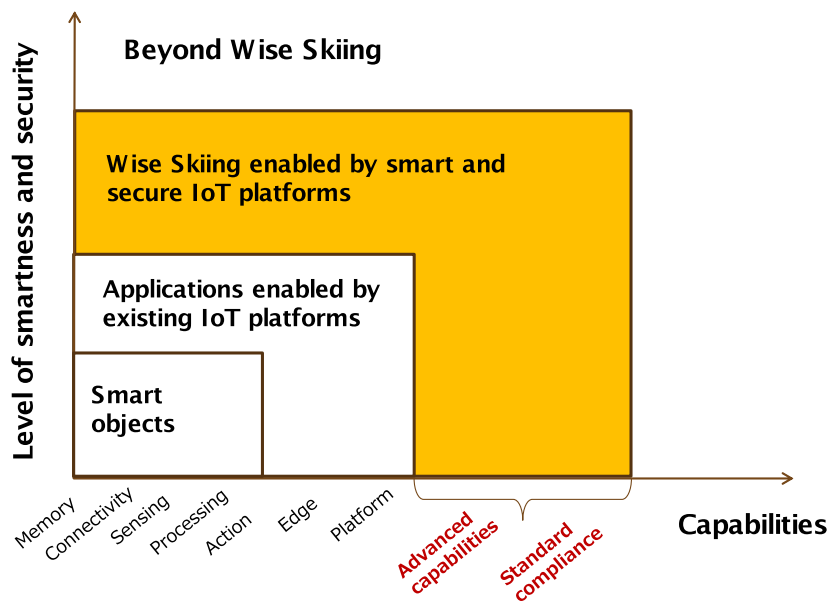 Beyond Wise Skiing
Level of smartness and security
Wise Skiing enabled by smart and
secure IoT platforms
Applications enabled by
existing IoT platforms
Smart
objects
Memory
Connectivity
Sensing
Processing
Action
Edge
Platform
Advanced
capabilities
Standard
compliance
Capabilities